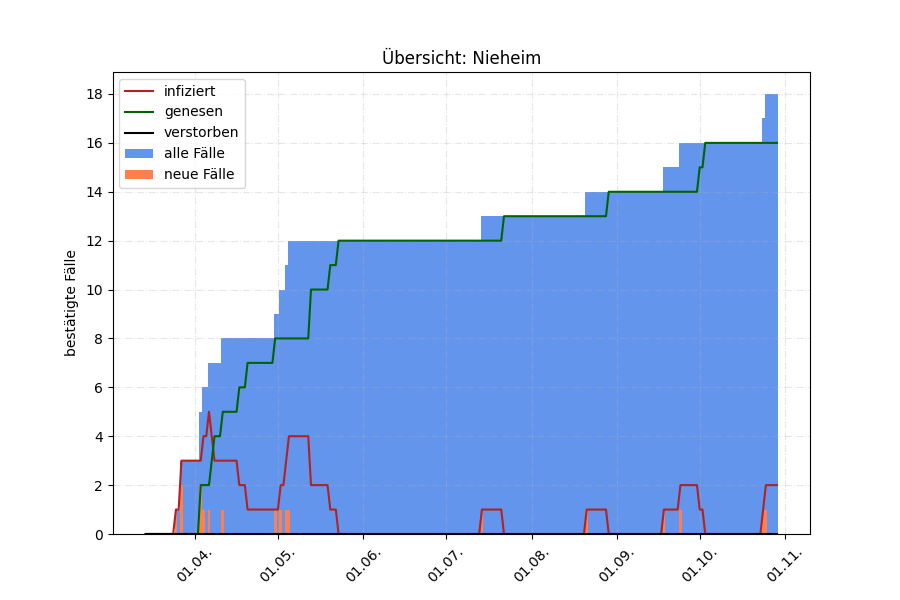 Übersicht: Nieheim
infiziert
genesen
verstorben
alle Fälle
neue Fälle
bestätigte Fälle
18
16
14
12
10
8
6
4
2
0
01.04.
01.05.
01.06.
01.07.
01.08.
01.09.
01.10.
01.11.